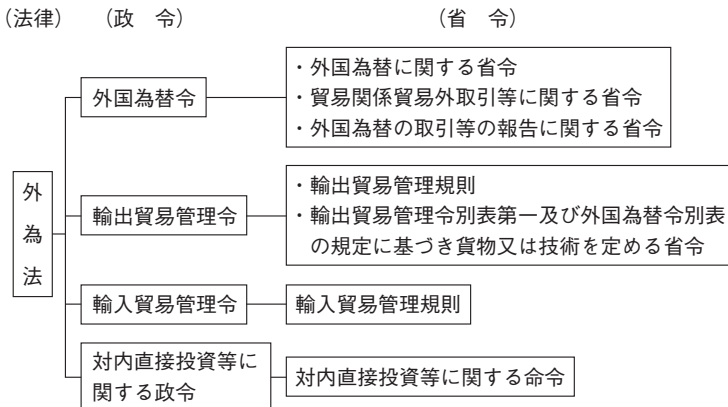 （法律）（政　令）　（省　令）
外国為替令
・外国為替に関する省令
・貿易関係貿易外取引等に関する省令
・外国為替の取引等の報告に関する省令
外為法
輸出貿易管理令
・輸出貿易管理規則
・輸出貿易管理令別表第一及び外国為替令別表
の規定に基づき貨物又は技術を定める省令
輸入貿易管理令
輸入貿易管理規則
対内直接投資等に
関する政令
対内直接投資等に関する命令